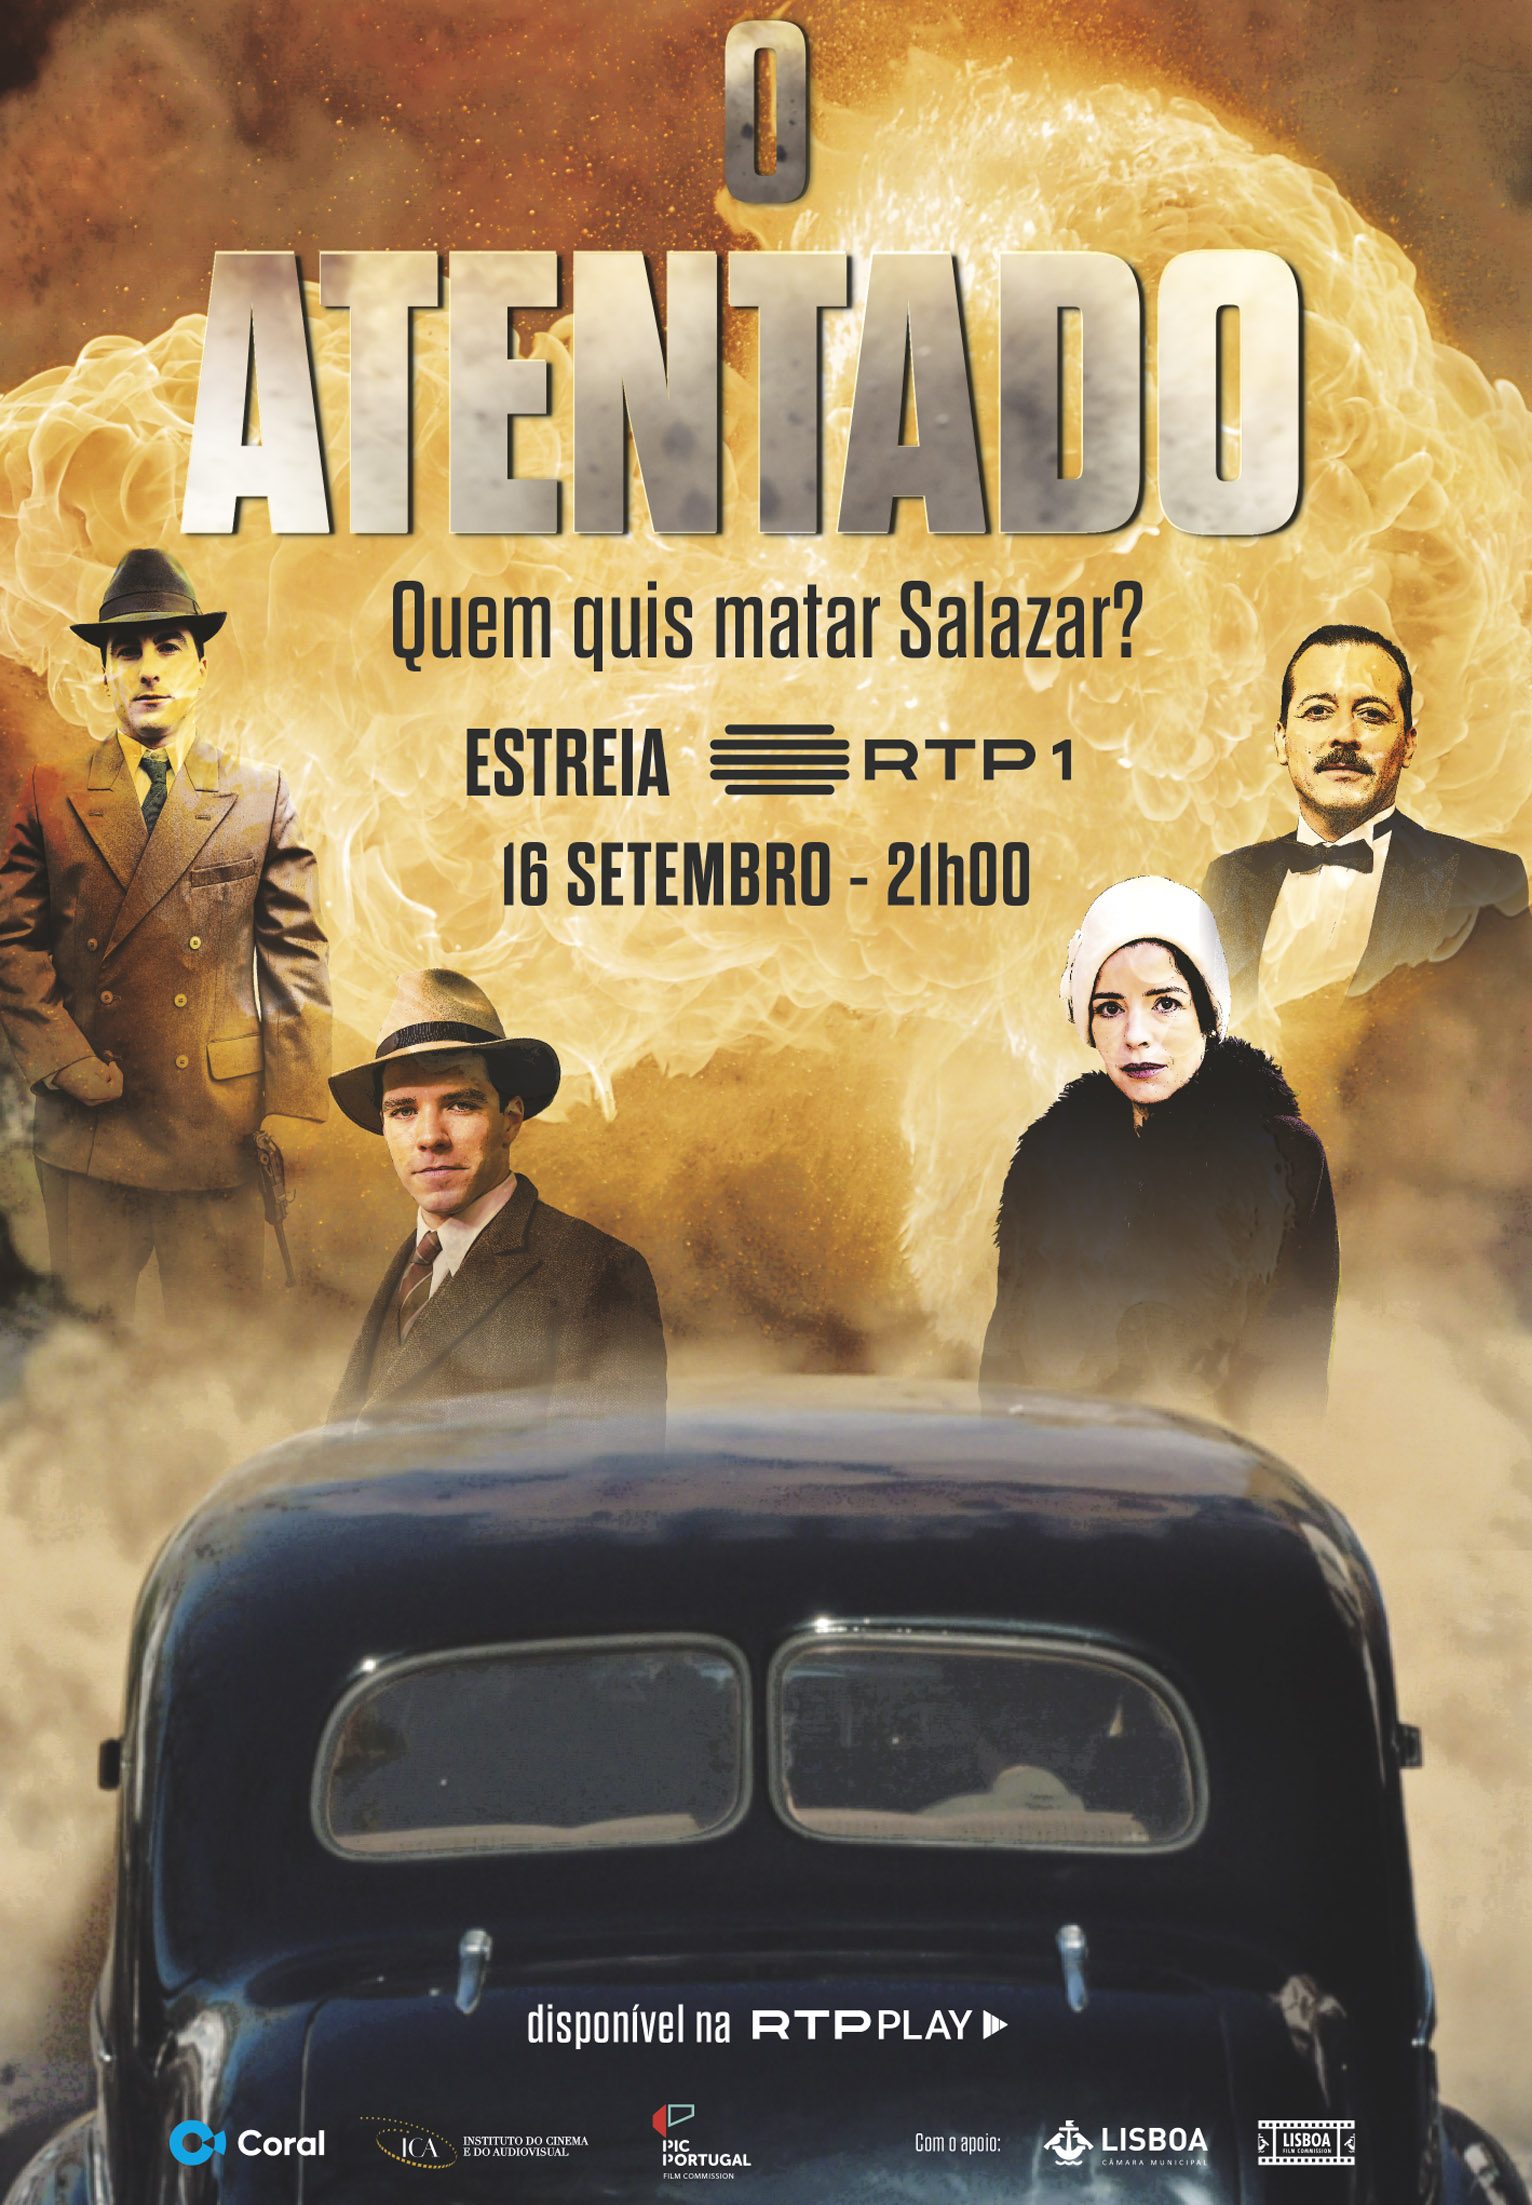 O
ATENTADO
Quem quis matar Salazar?
ESTREIA RTP1
16 SETEMBRO - 21h00
disponível na RTP PLAY
Coral
ICA INSTITUTO DO CINEMA
E DO AUDIOVISUAL
PIC
PORTUGAL
FILM COMMISSION
Com o apoio:
LISBOA
CÂMARA MUNICIPAL
LISBOA
FILM COMMISSION